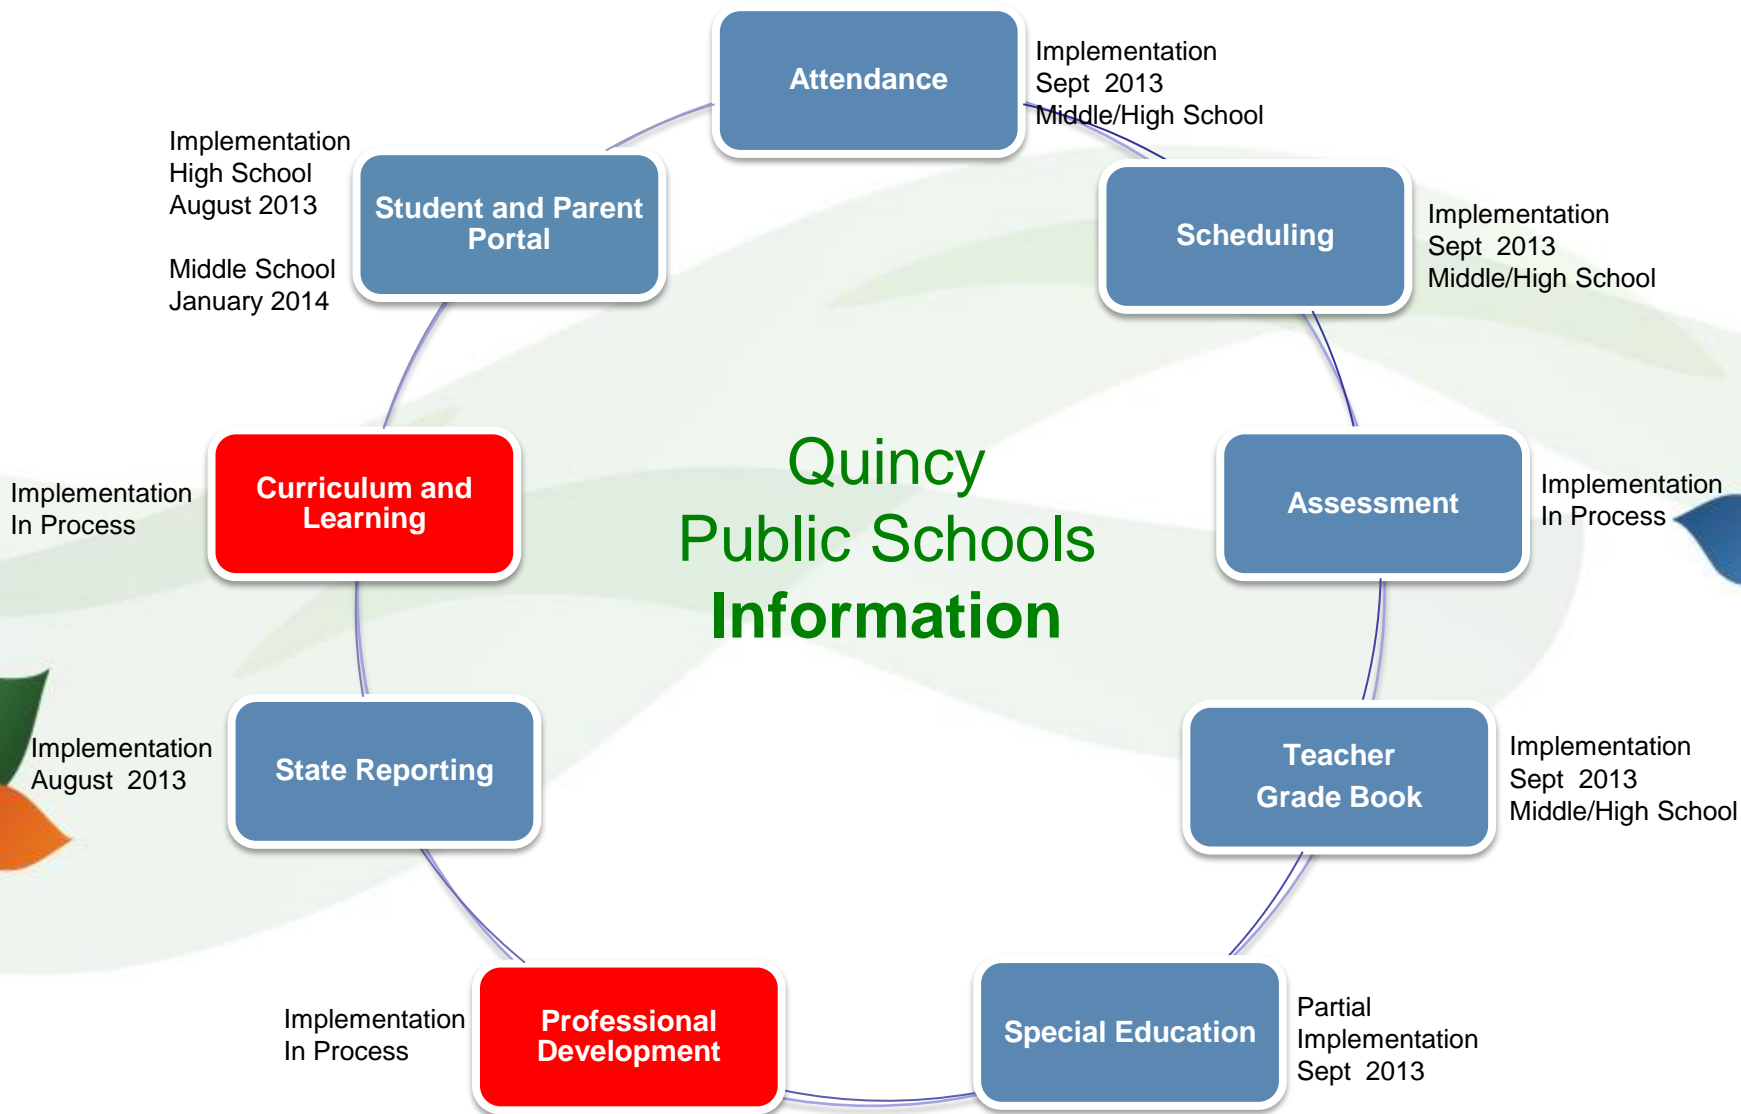 Attendance
Implementation
Sept 2013
Middle/High School
Scheduling
Implementation
Sept 2013
Middle/High School
Assessment
Implementation
In Process
Teacher
Grade Book
Implementation
Sept 2013
Middle/High School
Special Education
Partial
Implementation
Sept 2013
Professional
Development
Implementation
In Process
State Reporting
Implementation
August 2013
Curriculum and
Learning
Implementation
In Process
Student and Parent
Portal
Implementation
High School
August 2013
Middle School
January 2014
Quincy
Public Schools
Information